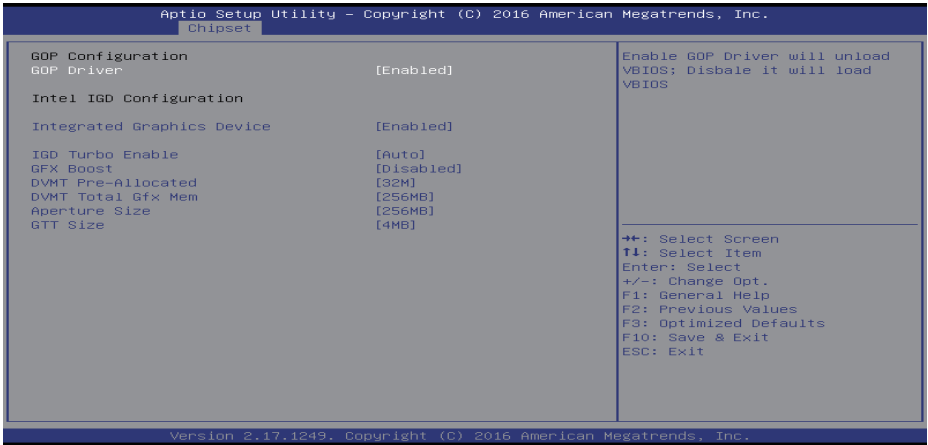 Aptio Setup Utility – Copyright (C) 2016 American Megatrends, Inc.
Chipset
GOP Configuration
GOP Driver [Enabled]
Intel IGD Configuration
Integrated Graphics Device [Enabled]
IGD Turbo Enable [Auto]
GFX Boost [Disabled]
DVMT Pre-Allocated [32M]
DVMT Total Gfx Mem [256MB]
Aperture Size [256MB]
GTT Size [4MB]
Enable GOP Driver will unload
VBIOS; Disbale it will load
VBIOS
→←: Select Screen
↑↓: Select Item
Enter: Select
+/-: Change Opt.
F1: General Help
F2: Previous Values
F3: Optimized Defaults
F10: Save & Exit
ESC: Exit
Version 2.17.1249. Copyright (C) 2016 American Megatrends, Inc.